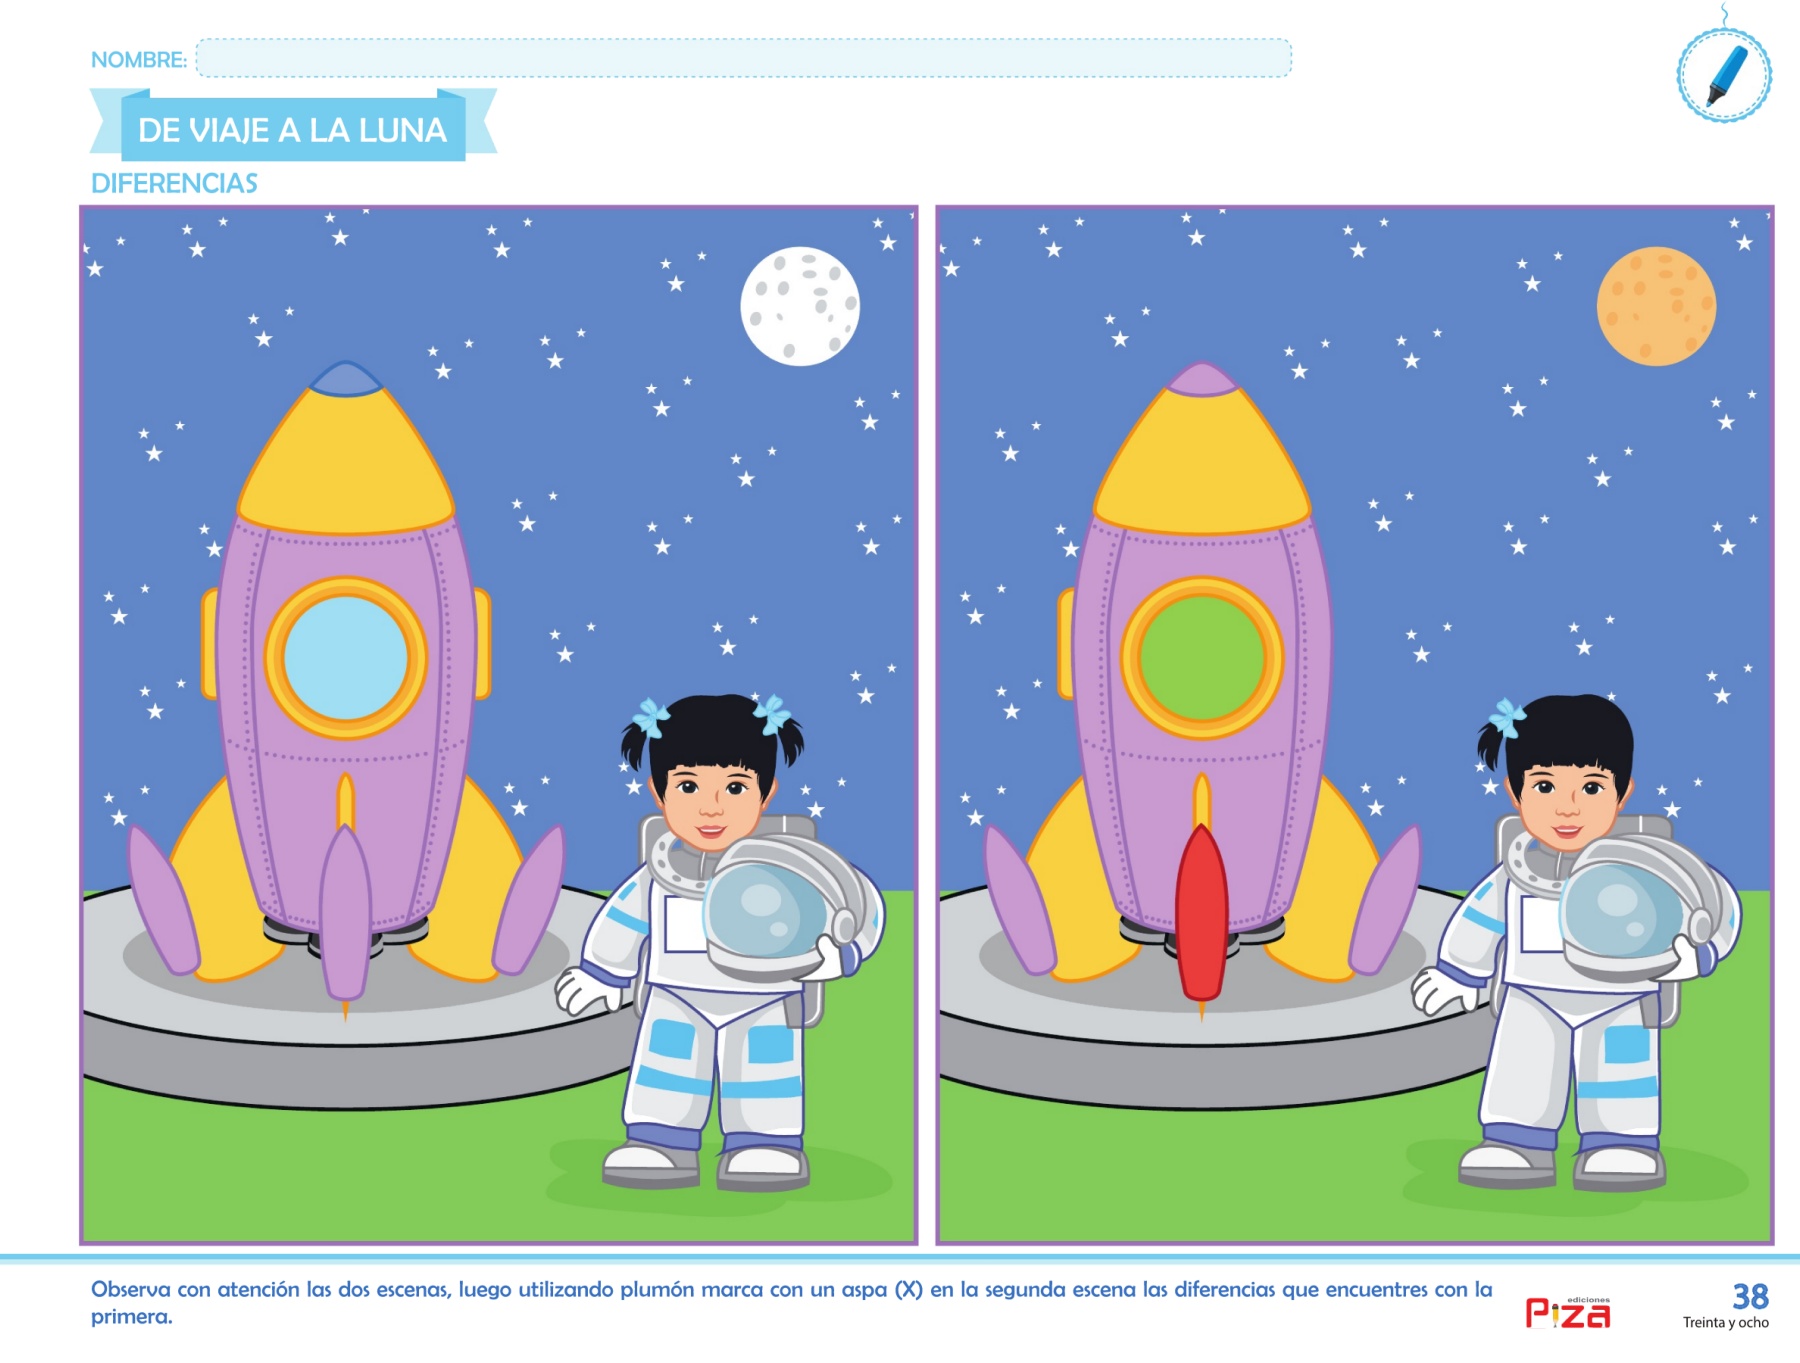 NOMBRE:
DE VIAJE A LA LUNA
DIFERENCIAS
Observa con atención las dos escenas, luego utilizando plumón marca con un aspa (X) en la segunda escena las diferencias que encuentres con la
primera.
ediciones
Piza
38
Treinta y ocho